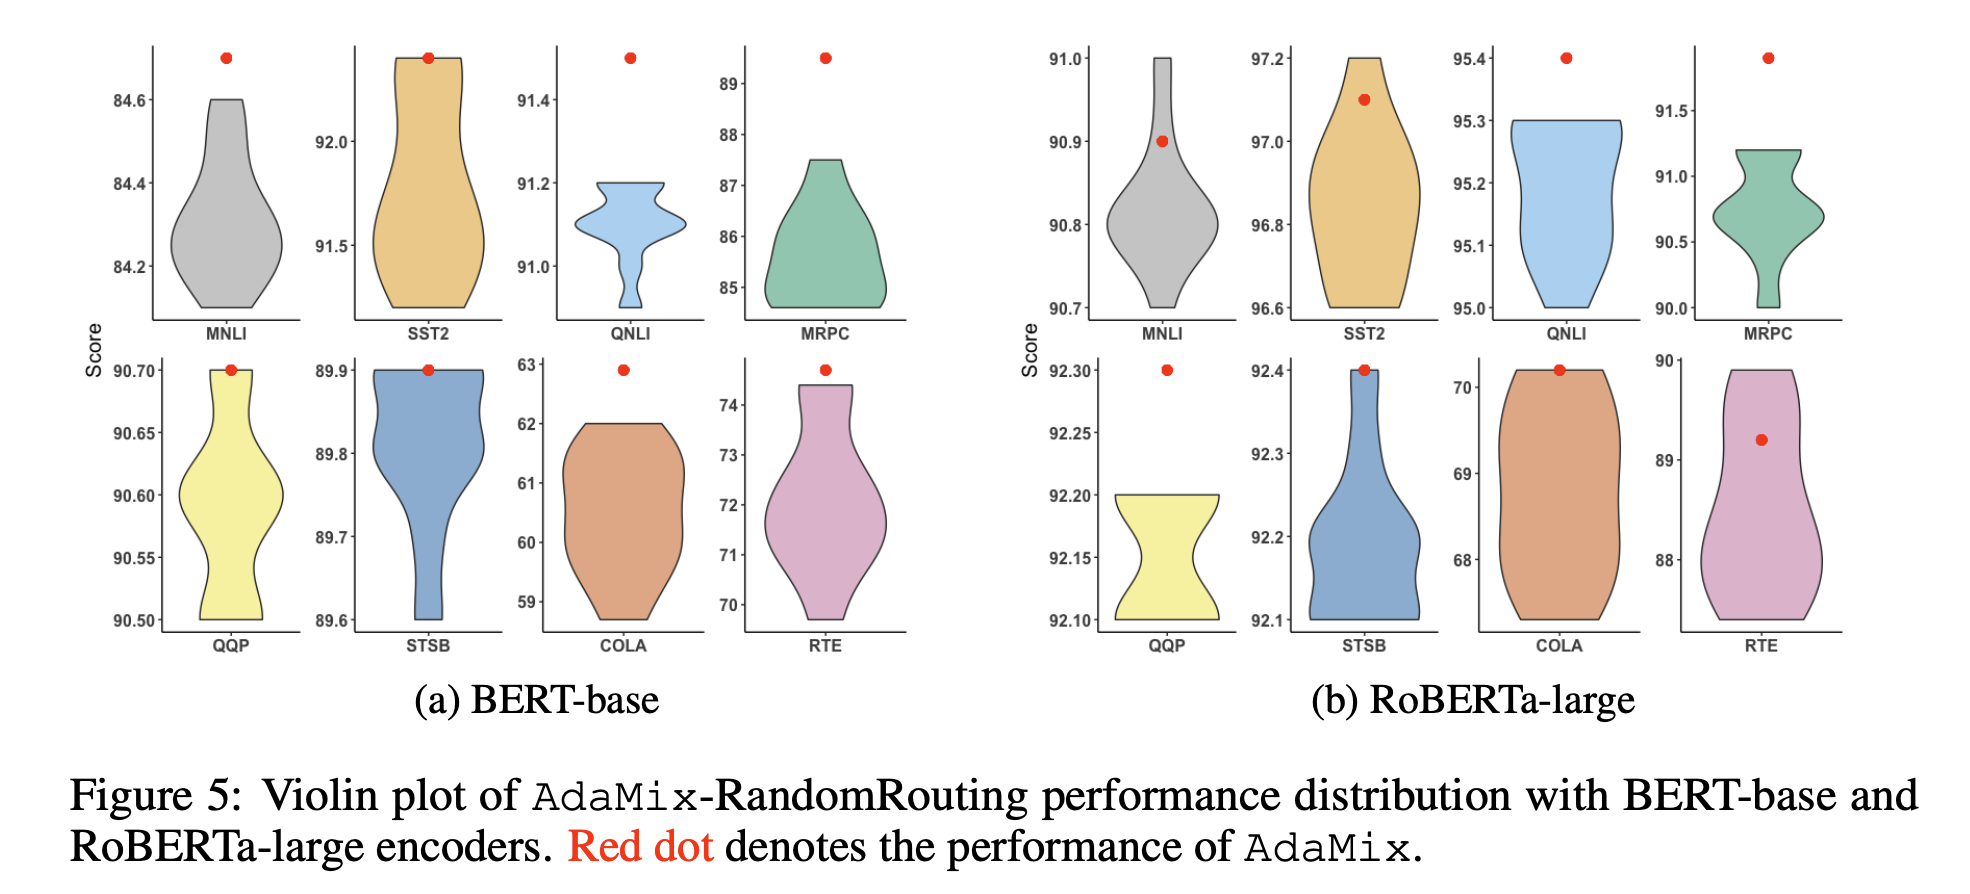 Score
84.6
84.4
84.2
MNLI
92.0
91.5
SST2
91.4
91.2
91.0
QNLI
89
88
87
86
85
MRPC
90.70
90.65
90.60
90.55
90.50
QQP
89.9
89.8
89.7
89.6
STSB
63
62
61
60
59
COLA
74
73
72
71
70
RTE
(a) BERT-base
Score
91.0
90.9
90.8
90.7
MNLI
97.2
97.0
96.8
96.6
SST2
95.4
95.3
95.2
95.1
95.0
QNLI
91.5
91.0
90.5
90.0
MRPC
92.30
92.25
92.20
92.15
92.10
QQP
92.4
92.3
92.2
92.1
STSB
70
69
68
COLA
90
89
88
RTE
(b) RoBERTa-large
Figure 5: Violin plot of AdaMix-RandomRouting performance distribution with BERT-base and
RoBERTa-large encoders. Red dot denotes the performance of AdaMix.